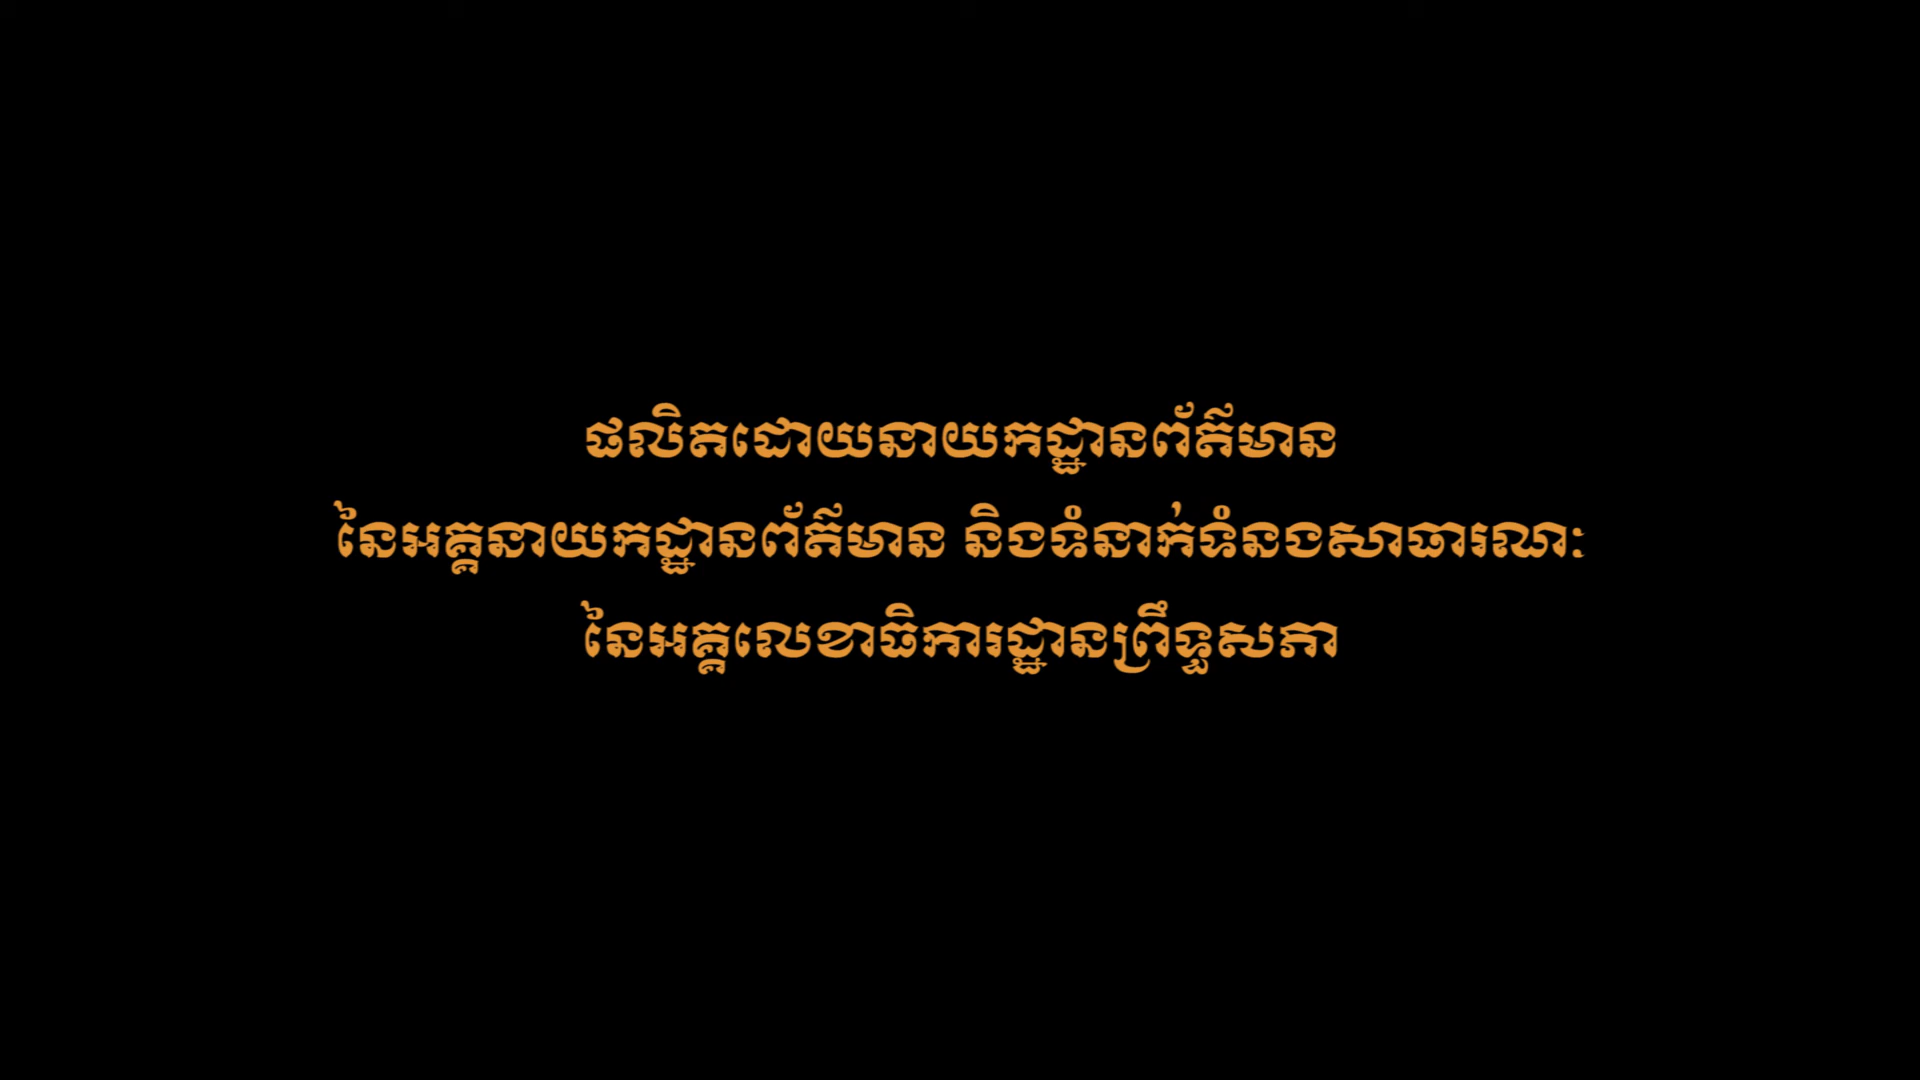 ផលិតដោយនាយកដ្ឋានព័ត៌មាន
នៃអគ្គនាយកដ្ឋានព័ត៌មាន និងទំនាក់ទំនងសាធារណៈ
នៃអគ្គលេខាធិការដ្ឋានព្រឹទ្ធសភា